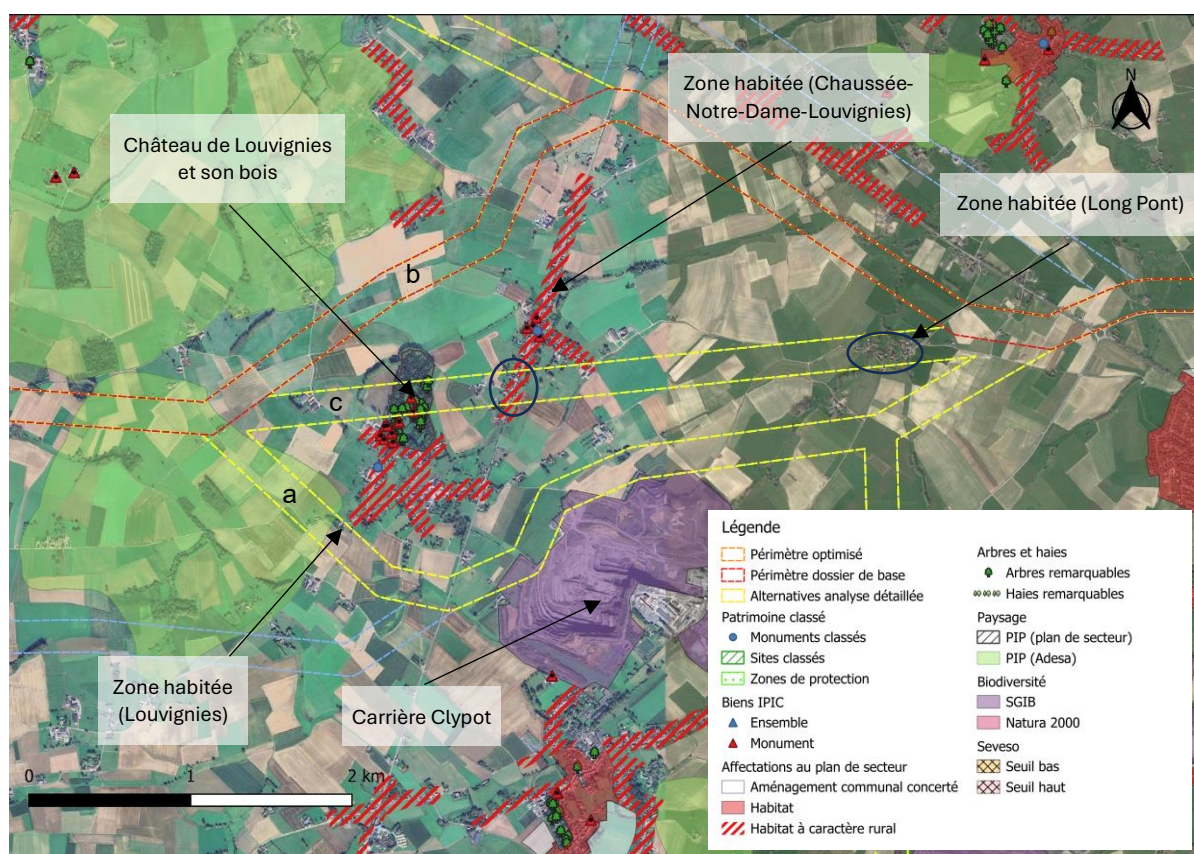 Zone habitée (Chaussée-
Notre-Dame-Louvignies)
N
Château de Louvignies
et son bois
Zone habitée (Long Pont)
b
c
a
Zone habitée
(Louvignies)
Carrière Clypot
0 1 2 km
Légende
Périmètre optimisé
Périmètre dossier de base
Alternatives analyse détaillée
Patrimoine classé
Monuments classés
Sites classés
Zones de protection
Biens IPIC
Ensemble
Monument
Affectations au plan de secteur
Aménagement communal concerté
Habitat
Habitat à caractère rural
Arbres et haies
Arbres remarquables
Haies remarquables
Paysage
PIP (plan de secteur)
PIP (Adesa)
Biodiversité
SGIB
Natura 2000
Seveso
Seuil bas
Seuil haut